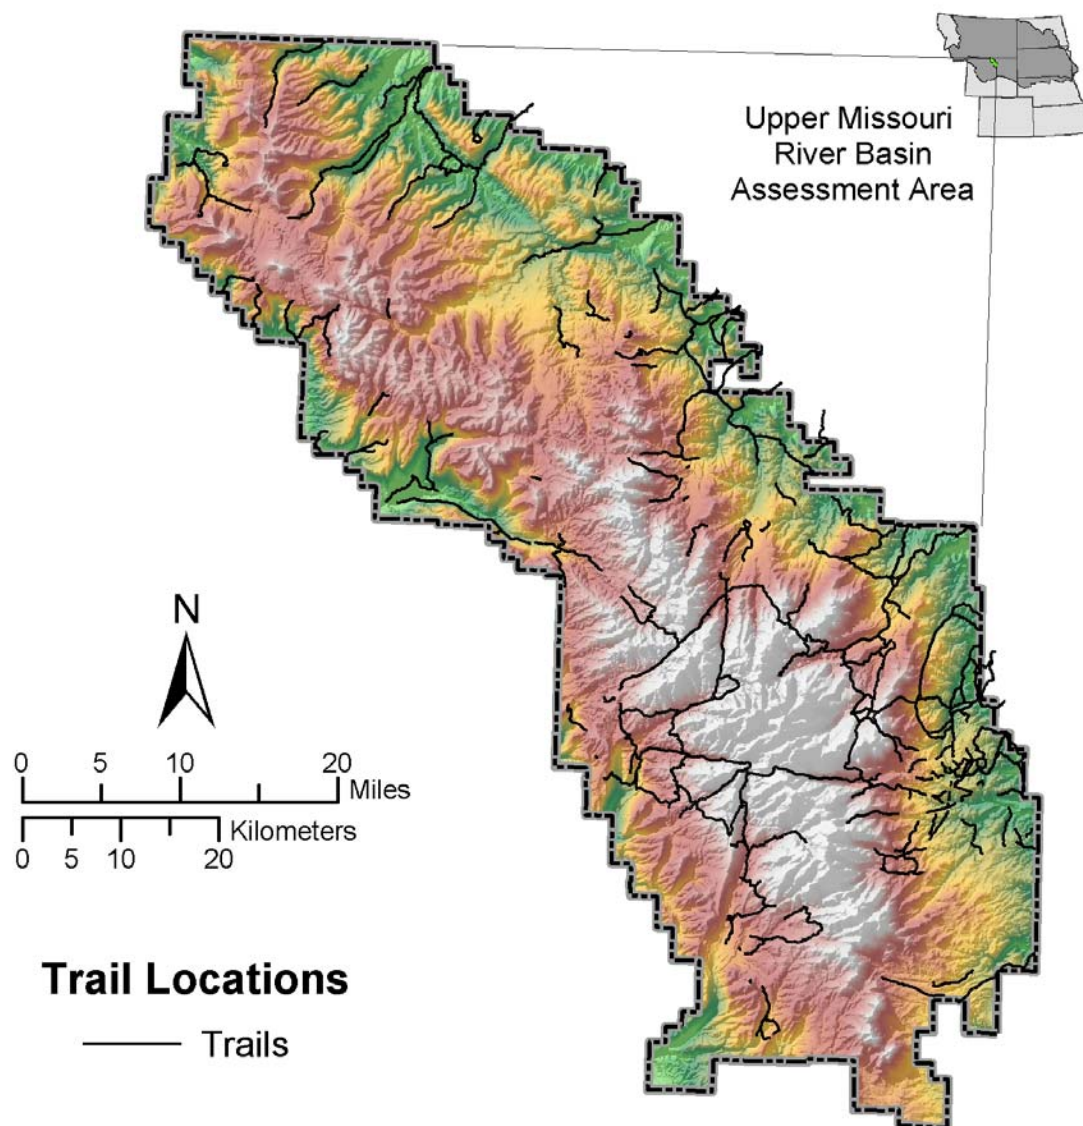 Upper Missouri
River Basin
Assessment Area
N
0 5 10 20
Miles
Kilometers
0 5 10 20
Trail Locations
Trails